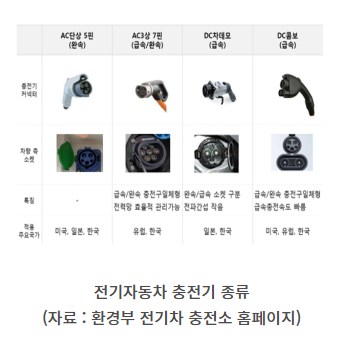 AC단상 5핀 AC3상 7핀 DC차데모 DC콤보
(완속) (급속/완속) (급속) (급속)
충전기
커넥터
차량 측
소켓
급속/완속 충전구일체형 완속/급속 소켓 구분 급속/완속 충전구일체형
특징 -
전력망 효율적 관리가능 전파간섭 적음 급속충전속도 빠름
적용
주요국가 미국, 일본, 한국 유럽, 한국 일본, 한국 미국, 유럽, 한국
전기자동차 충전기 종류
(자료 : 환경부 전기차 충전소 홈페이지)